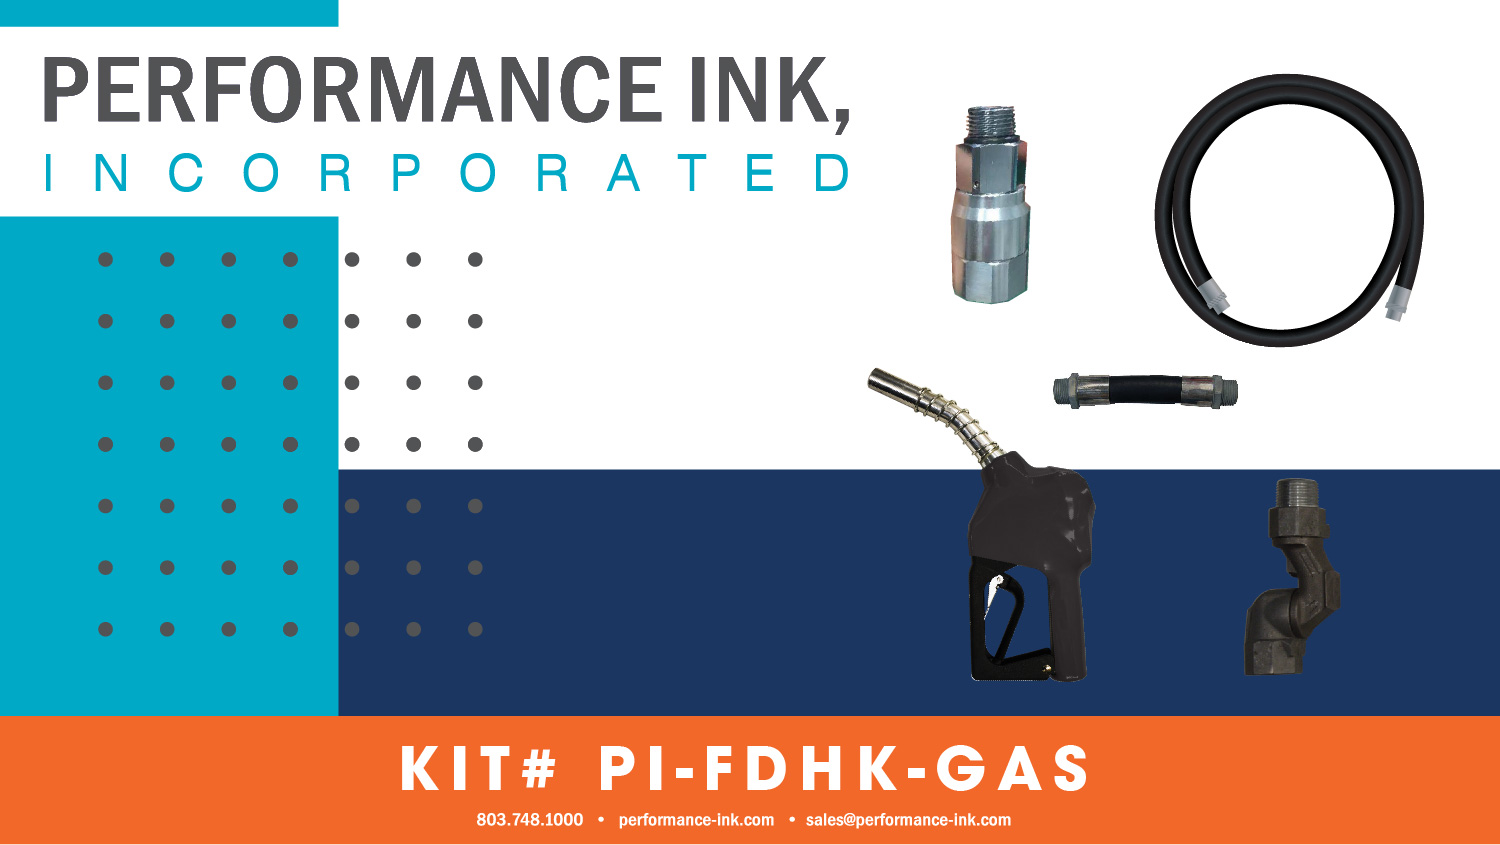 PERFORMANCE INK,
INCORPORATED
KIT# PI-FDHK-GAS
803.748.1000 • performance-ink.com • sales@performance-ink.com